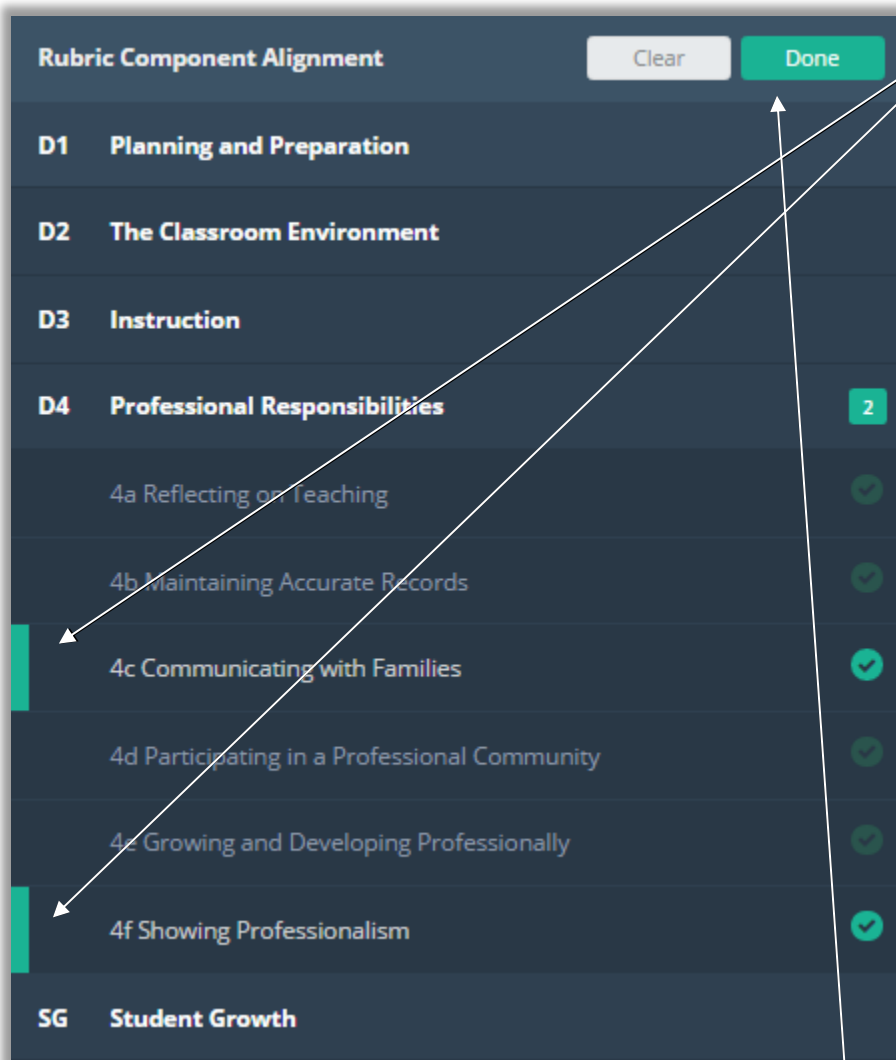 Rubric Component Alignment Clear Done
D1 Planning and Preparation
D2 The Classroom Environment
D3 Instruction
D4 Professional Responsibilities 2
4a Reflecting on Teaching
4b Maintaining Accurate Records
4c Communicating with Families
4d Participating in a Professional Community
4e Growing and Developing Professionally
4f Showing Professionalism
SG Student Growth